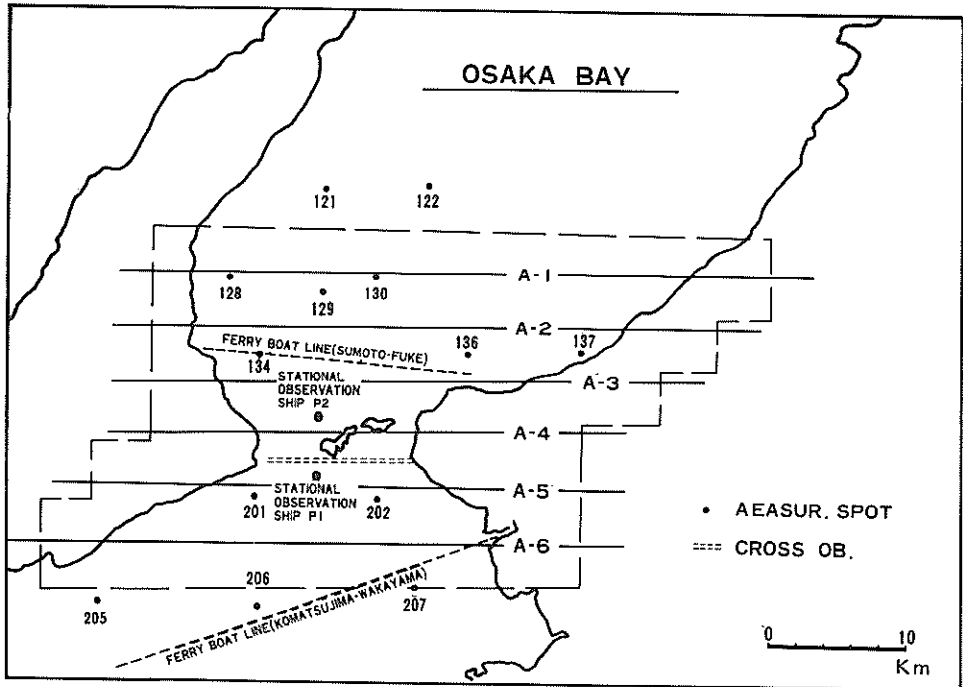 OSAKA BAY
121
122
A-1
128
129
130
A-2
FERRY BOAT LINE(SUMOTO-FUKE)
134
136
137
A-3
STATIONAL
OBSERVATION
SHIP P2
A-4
A-5
STATIONAL
OBSERVATION
SHIP P1
201
202
• AEASUR. SPOT
A-6
CROSS OB.
205
206
207
FERRY BOAT LINE(KOMATSUJIMA-WAKAYAMA)
0 10
Km